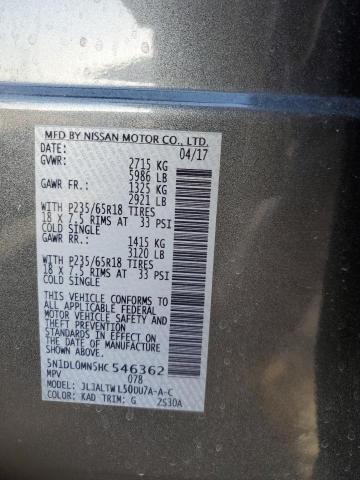 MFD BY NISSAN MOTOR CO., LTD.
DATE: 04/17
GVWR: 2715 KG
5986 LB
GAWR FR.: 1325 KG
2921 LB
WITH P235/65R18 TIRES
18 X 7.5 RIMS AT 33 PSI
COLD SINGLE
GAWR RR.: 1415 KG
3120 LB
WITH P235/65R18 TIRES
18 X 7.5 RIMS AT 33 PSI
COLD SINGLE
THIS VEHICLE CONFORMS TO
ALL APPLICABLE FEDERAL
MOTOR VEHICLE SAFETY
STANDARDS IN EFFECT ON
THE DATE OF MANUFACTURE
SHOWN ABOVE.
5N1DL0MN5HC546362
MPV 078
MODEL: JLJALTWL50DU7A-A-C
COLOR: KAD TRIM: G 2S30A